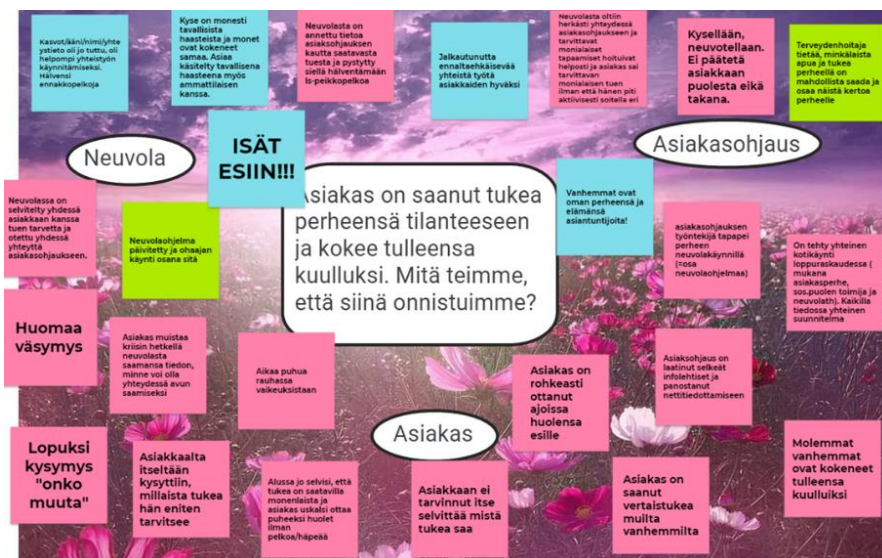 Kasvot/ääni/nimi/yhte
ystieto oli jo tuttu, oli
helpompi yhteistyön
käynnitämiseksi.
Hälvensi
ennakkopelkoja
Kyse on monesti
tavallisista
haasteista ja monet
ovat kokeneet
samaa. Asiaa
käsitelty tavallisena
haasteena myös
ammattilaisen
kanssa.
Neuvolasta on
annettu tietoa
asiaksohjauksen
kautta saatavasta
tuesta ja pystytty
siellä hälventämään
ls-peikkopelkoa
Jalkautunutta
ennaltaehkäisevää
yhteistä työtä
asiakkaiden hyväksi
Neuvolasta oltiin
herkästi yhteydessä
asiakasohjaukseen ja
tarvittavat
monialaiset
tapaamiset hoituivat
helposti ja asiakas sai
tarvittavan
monialaisen tuen
ilman että hänen piti
aktiivisesti soitella eri
Kysellään,
neuvotellaan.
Ei päätetä
asiakkaan
puolesta eikä
takana.
Terveydenhoitaja
tietää, minkälaista
apua ja tukea
perheellä on
mahdollista saada ja
osaa näistä kertoa
perheelle
Neuvola
ISÄT
ESIIN!!!
Asiakasohjaus
Asiakas on saanut tukea
perheensä tilanteeseen
ja kokee tulleensa
kuulluksi. Mitä teimme,
että siinä onnistuimme?
Vanhemmat ovat
oman perheensä ja
elämänsä
asiantuntijoita!
Neuvolassa on
selvitelty yhdessä
asiakkaan kanssa
tuen tarvetta ja
otettu yhdessä
yhteyttä
asiakasohjaukseen.
Neuvolaohjelma
päivitetty ja ohaajan
käynti osana sitä
asiakasohjauksen
työntekijä tapapei
perheen
neuvolakäynnillä
(=osa
neuvolaohjelmaa)
On tehty yhteinen
kotikäynti
loppuraskaudessa (
mukana
asiakasperhe,
sos.puolen toimija ja
neuvolath). Kaikilla
tiedossa yhteinen
suunnitelma
Huomaa
väsymys
Asiakas muistaa
kriisin hetkellä
neuvolasta
saamansa tiedon,
minne voi olla
yhteydessä avun
saamiseksi
Aikaa puhua
rauhassa
vaikeuksistaan
Asiakas on
rohkeasti
ottanut
ajoissa
huolensa
esille
Asiaksohjaus on
laatinut selkeät
infolehtiset ja
panostanut
nettitiedottamiseen
Asiakas
Lopuksi
kysymys
"onko
muuta"
Asiakkaalta
itseltään
kysyttiin,
millaista tukea
hän eniten
tarvitsee
Alussa jo selvisi, että
tukea on saatavilla
monenlaista ja
asiakas uskalsi ottaa
puheeksi huolet
ilman
pelkoa/häpeää
Asiakkaan ei
tarvinnut itse
selvittää mistä
tukea saa
Asiakas on
saanut
vertaistukea
muilta
vanhemmilta
Molemmat
vanhemmat
ovat kokeneet
tulleensa
kuulluiksi